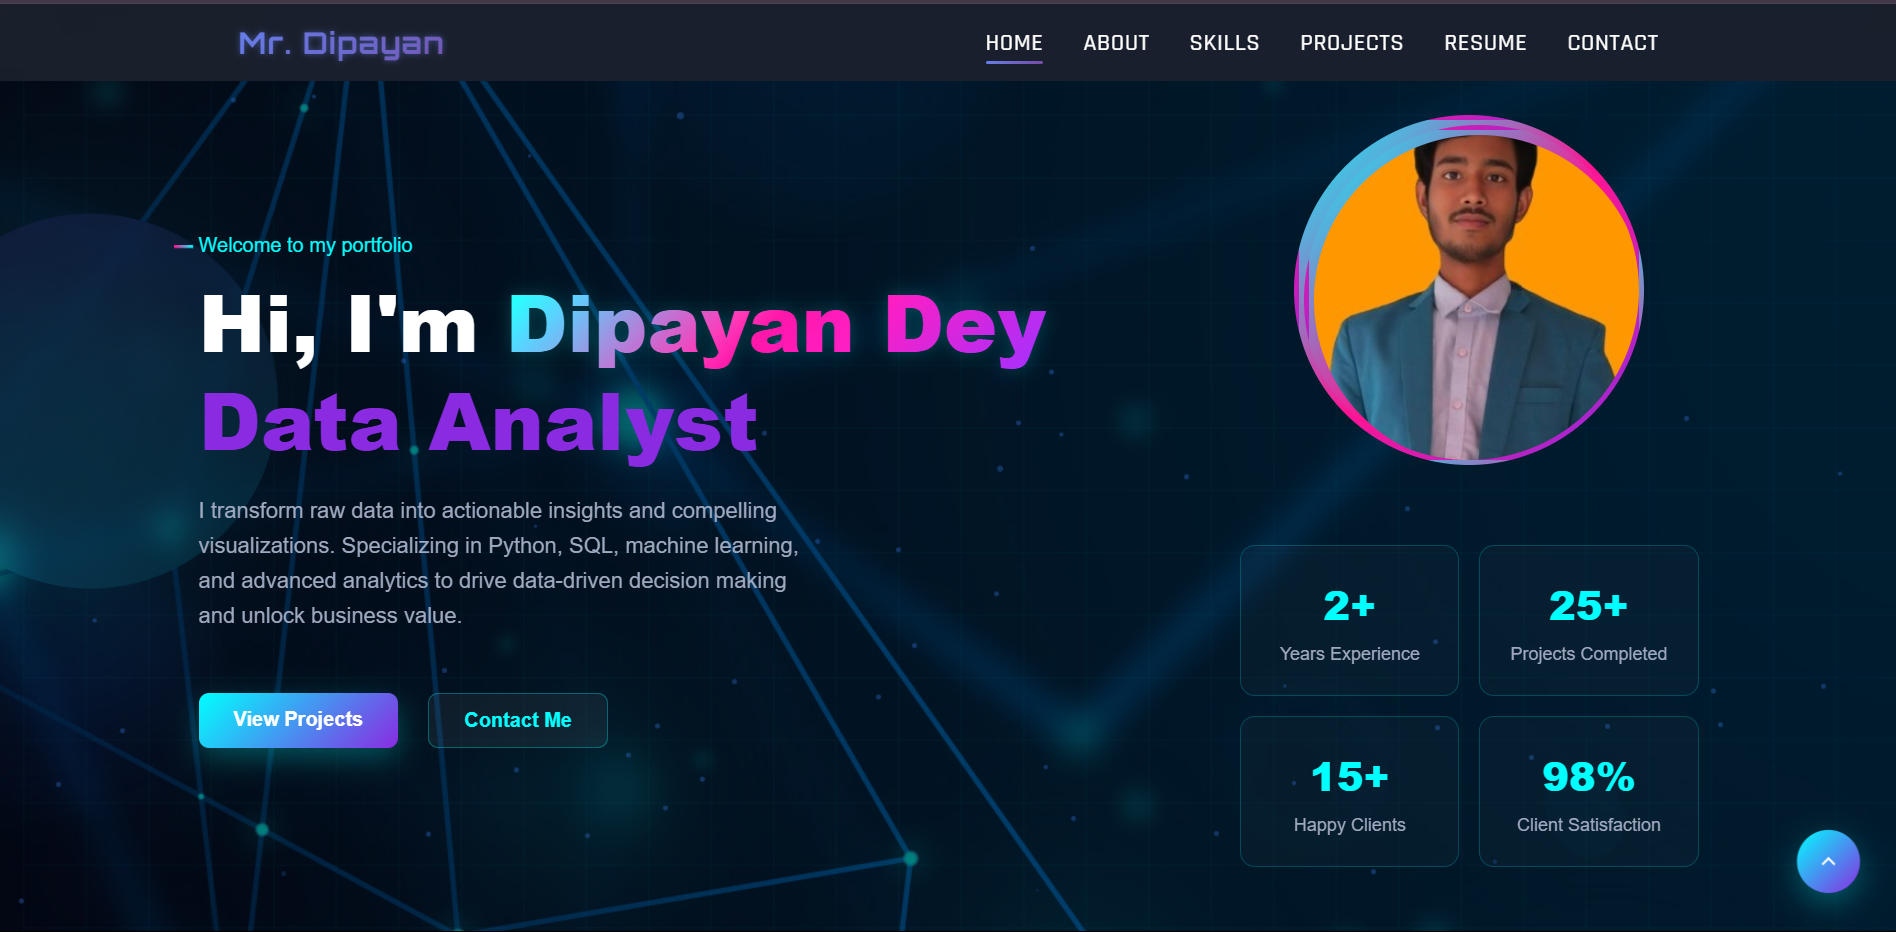 Mr. Dipayan
HOME ABOUT SKILLS PROJECTS RESUME CONTACT
Welcome to my portfolio
Hi, I'm Dipayan Dey
Data Analyst
I transform raw data into actionable insights and compelling
visualizations. Specializing in Python, SQL, machine learning,
and advanced analytics to drive data-driven decision making
and unlock business value.
View Projects
Contact Me
2+
Years Experience
25+
Projects Completed
15+
Happy Clients
98%
Client Satisfaction